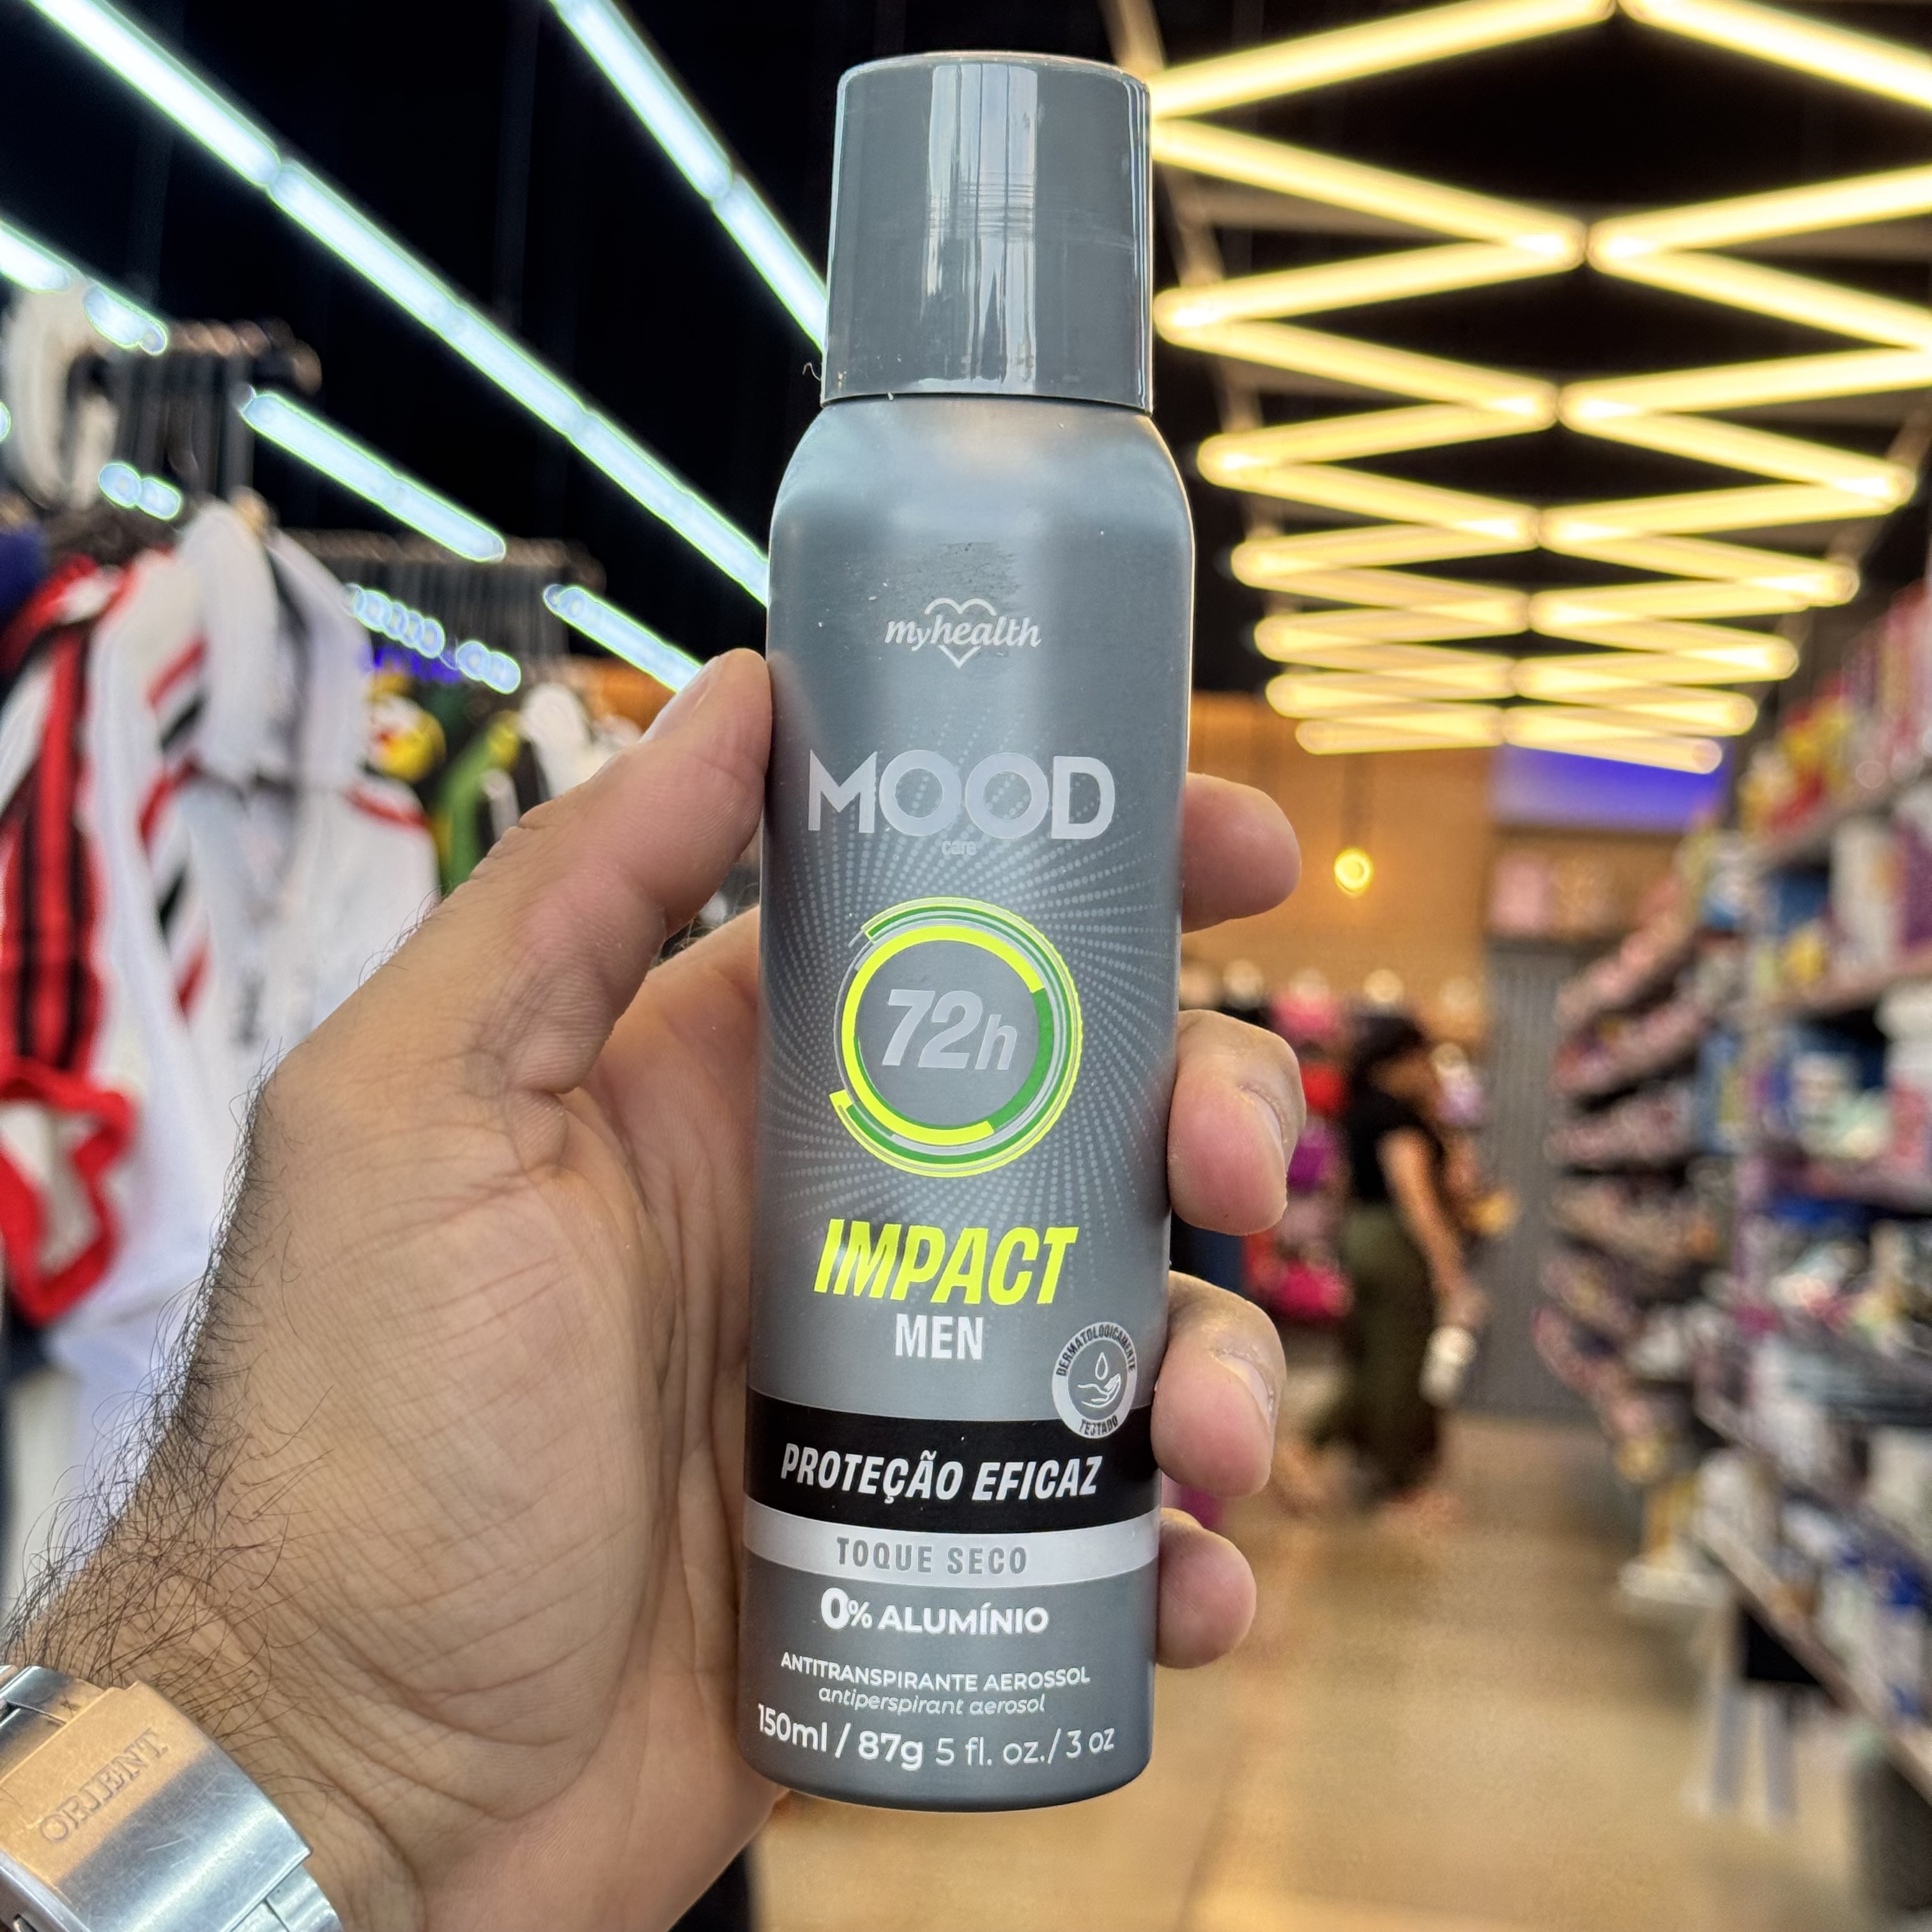 myhealth
MOOD
care
72h
IMPACT
MEN
DERMATOLOGICAMENTE
TESTADO
PROTEÇÃO EFICAZ
TOQUE SECO
0% ALUMÍNIO
ANTITRANSPIRANTE AEROSSOL
antiperspirant aerosol
150ml / 87g 5 fl. oz./ 3 oz
ORIENT